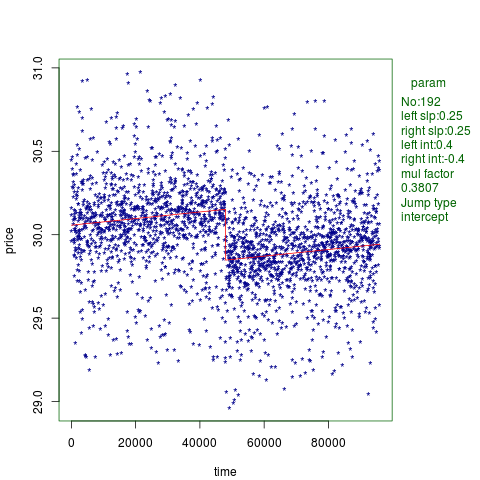 31.0
30.5
30.0
29.5
29.0
price
0
20000
40000
60000
80000
time
param
No:192
left slp:0.25
right slp:0.25
left int:0.4
right int:-0.4
mul factor
0.3807
Jump type
intercept